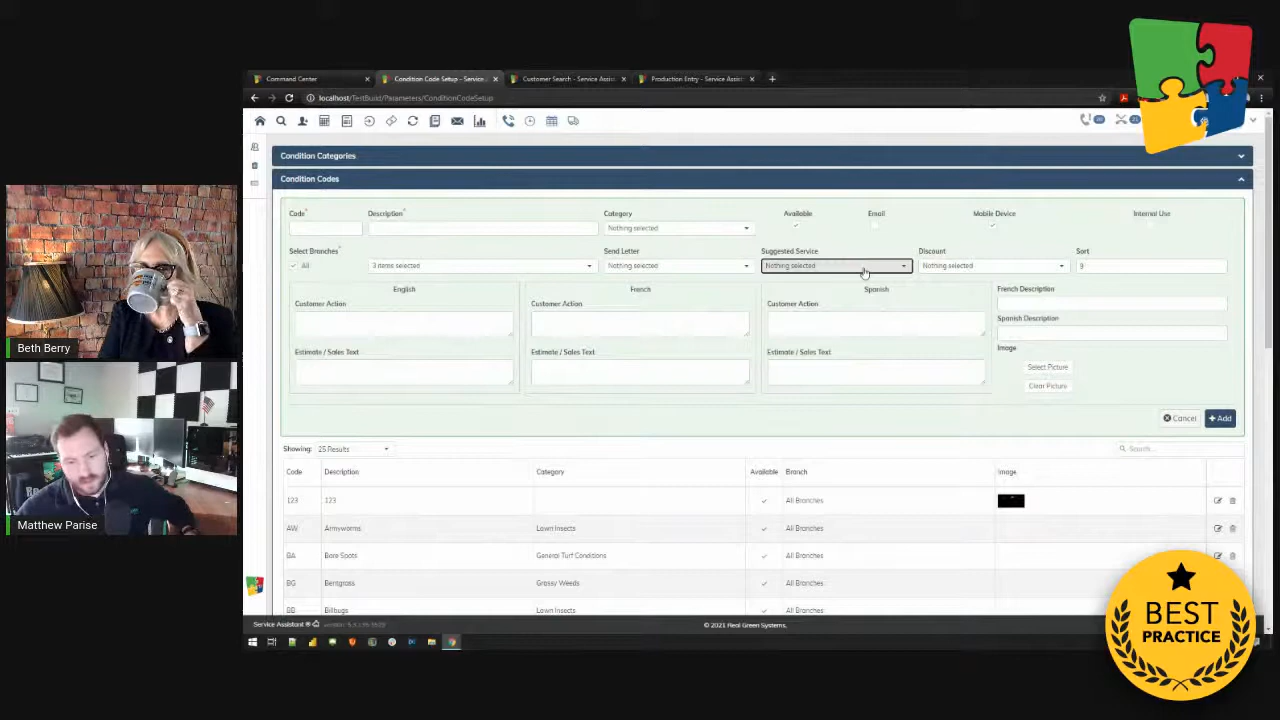 Command Center
Condition Code Setup - Service
Customer Search - Service Assis
Production Entry - Service Assist
localhost/TestBuild/Parameters/ConditionCodeSetup
Condition Categories
Condition Codes
Code*
Description*
Category
Available
Email
Mobile Device
Internal Use
Nothing selected
Select Branches*
Send Letter
Suggested Service
Discount
Sort
All
3 items selected
Nothing selected
Nothing selected
Nothing selected
9
English
French
Spanish
French Description
Customer Action
Customer Action
Customer Action
Spanish Description
Estimate / Sales Text
Estimate / Sales Text
Estimate / Sales Text
Image
Select Picture
Clear Picture
Cancel
+ Add
Showing: 25 Results
Search...
Code Description Category Available Branch Image
123 123 All Branches
AW Armyworms Lawn Insects All Branches
BA Bare Spots General Turf Conditions All Branches
BG Bentgrass Grassy Weeds All Branches
BB Billbugs Lawn Insects All Branches
Service Assistant ®
© 2021 Real Green Systems.
Beth Berry
Matthew Parise
BEST
PRACTICE